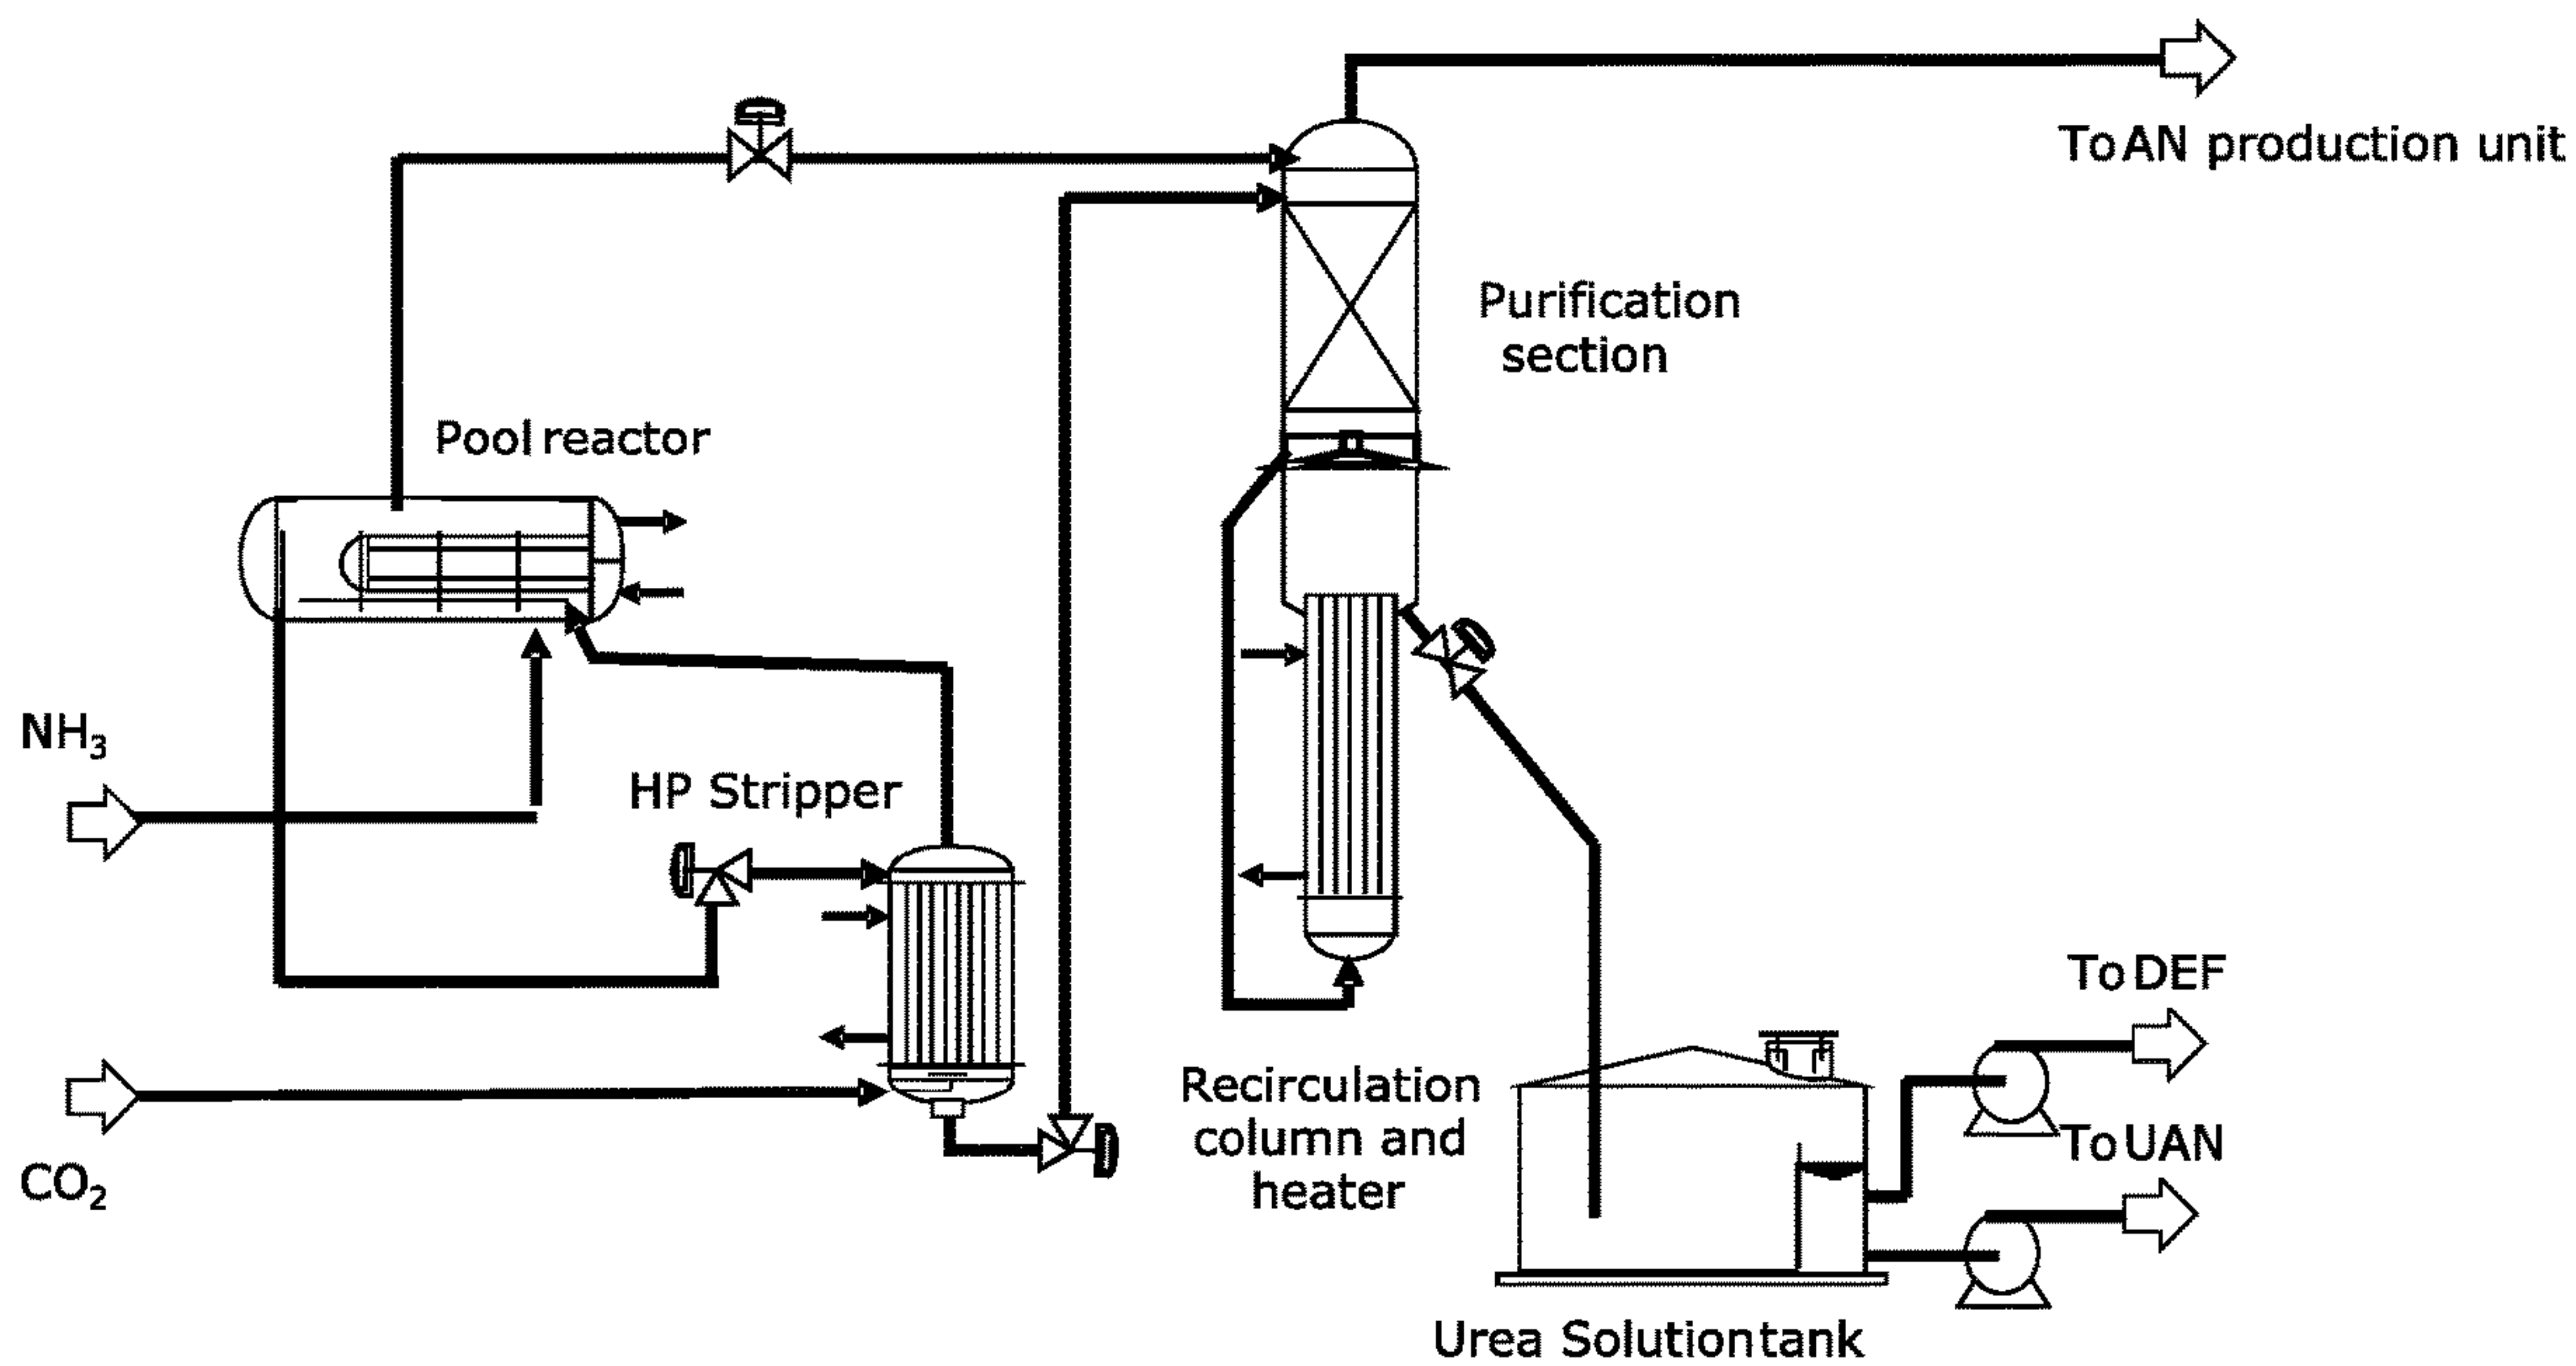 To AN production unit
Purification
section
Pool reactor
NH3
HP Stripper
CO2
Recirculation
column and
heater
To DEF
To UAN
Urea Solution tank